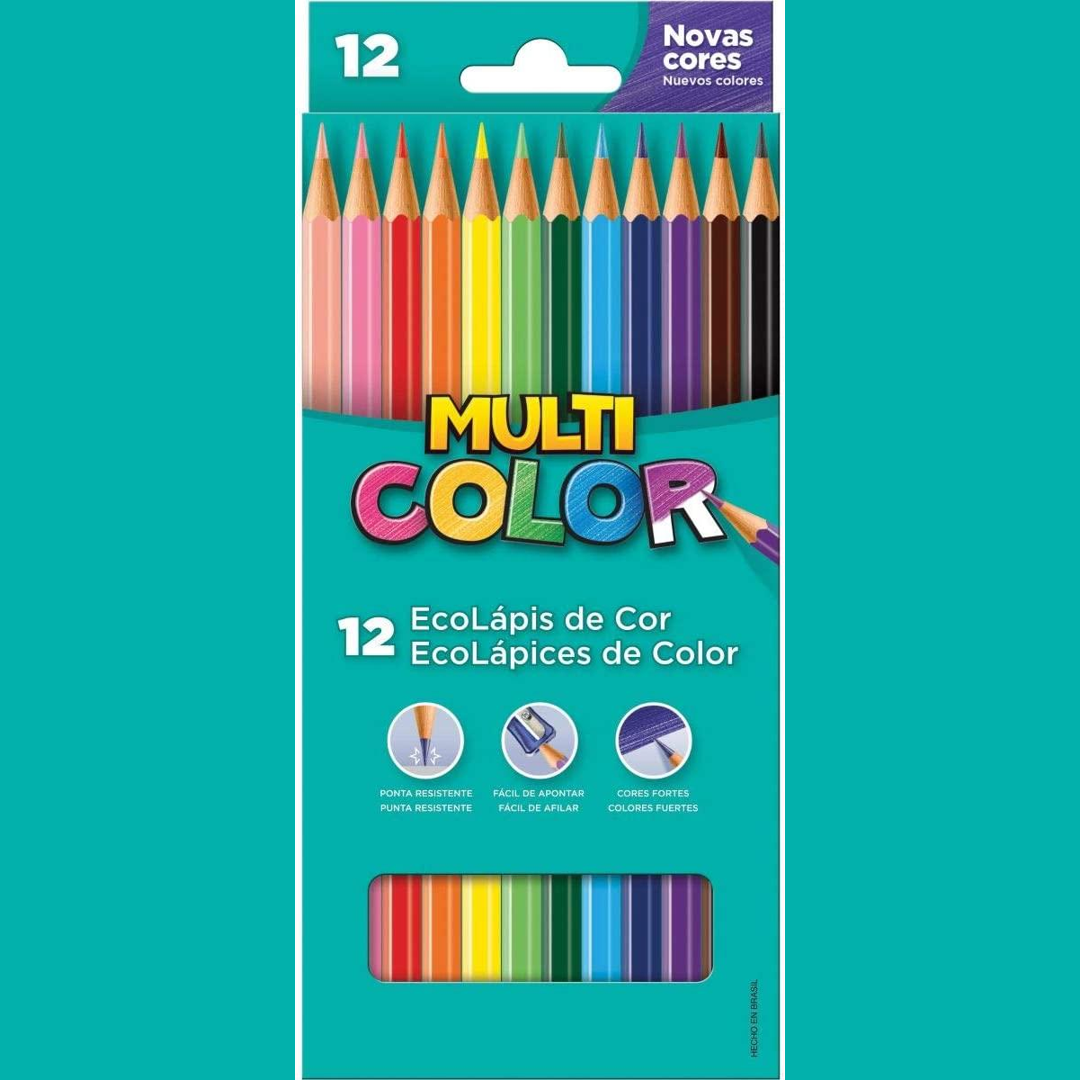 12
Novas
cores
Nuevos colores
MULTI
COLOR
12
EcoLápis de Cor
EcoLápices de Color
PONTA RESISTENTE
PUNTA RESISTENTE
FÁCIL DE APONTAR
FÁCIL DE AFILAR
CORES FORTES
COLORES FUERTES
HECHO EN BRASIL